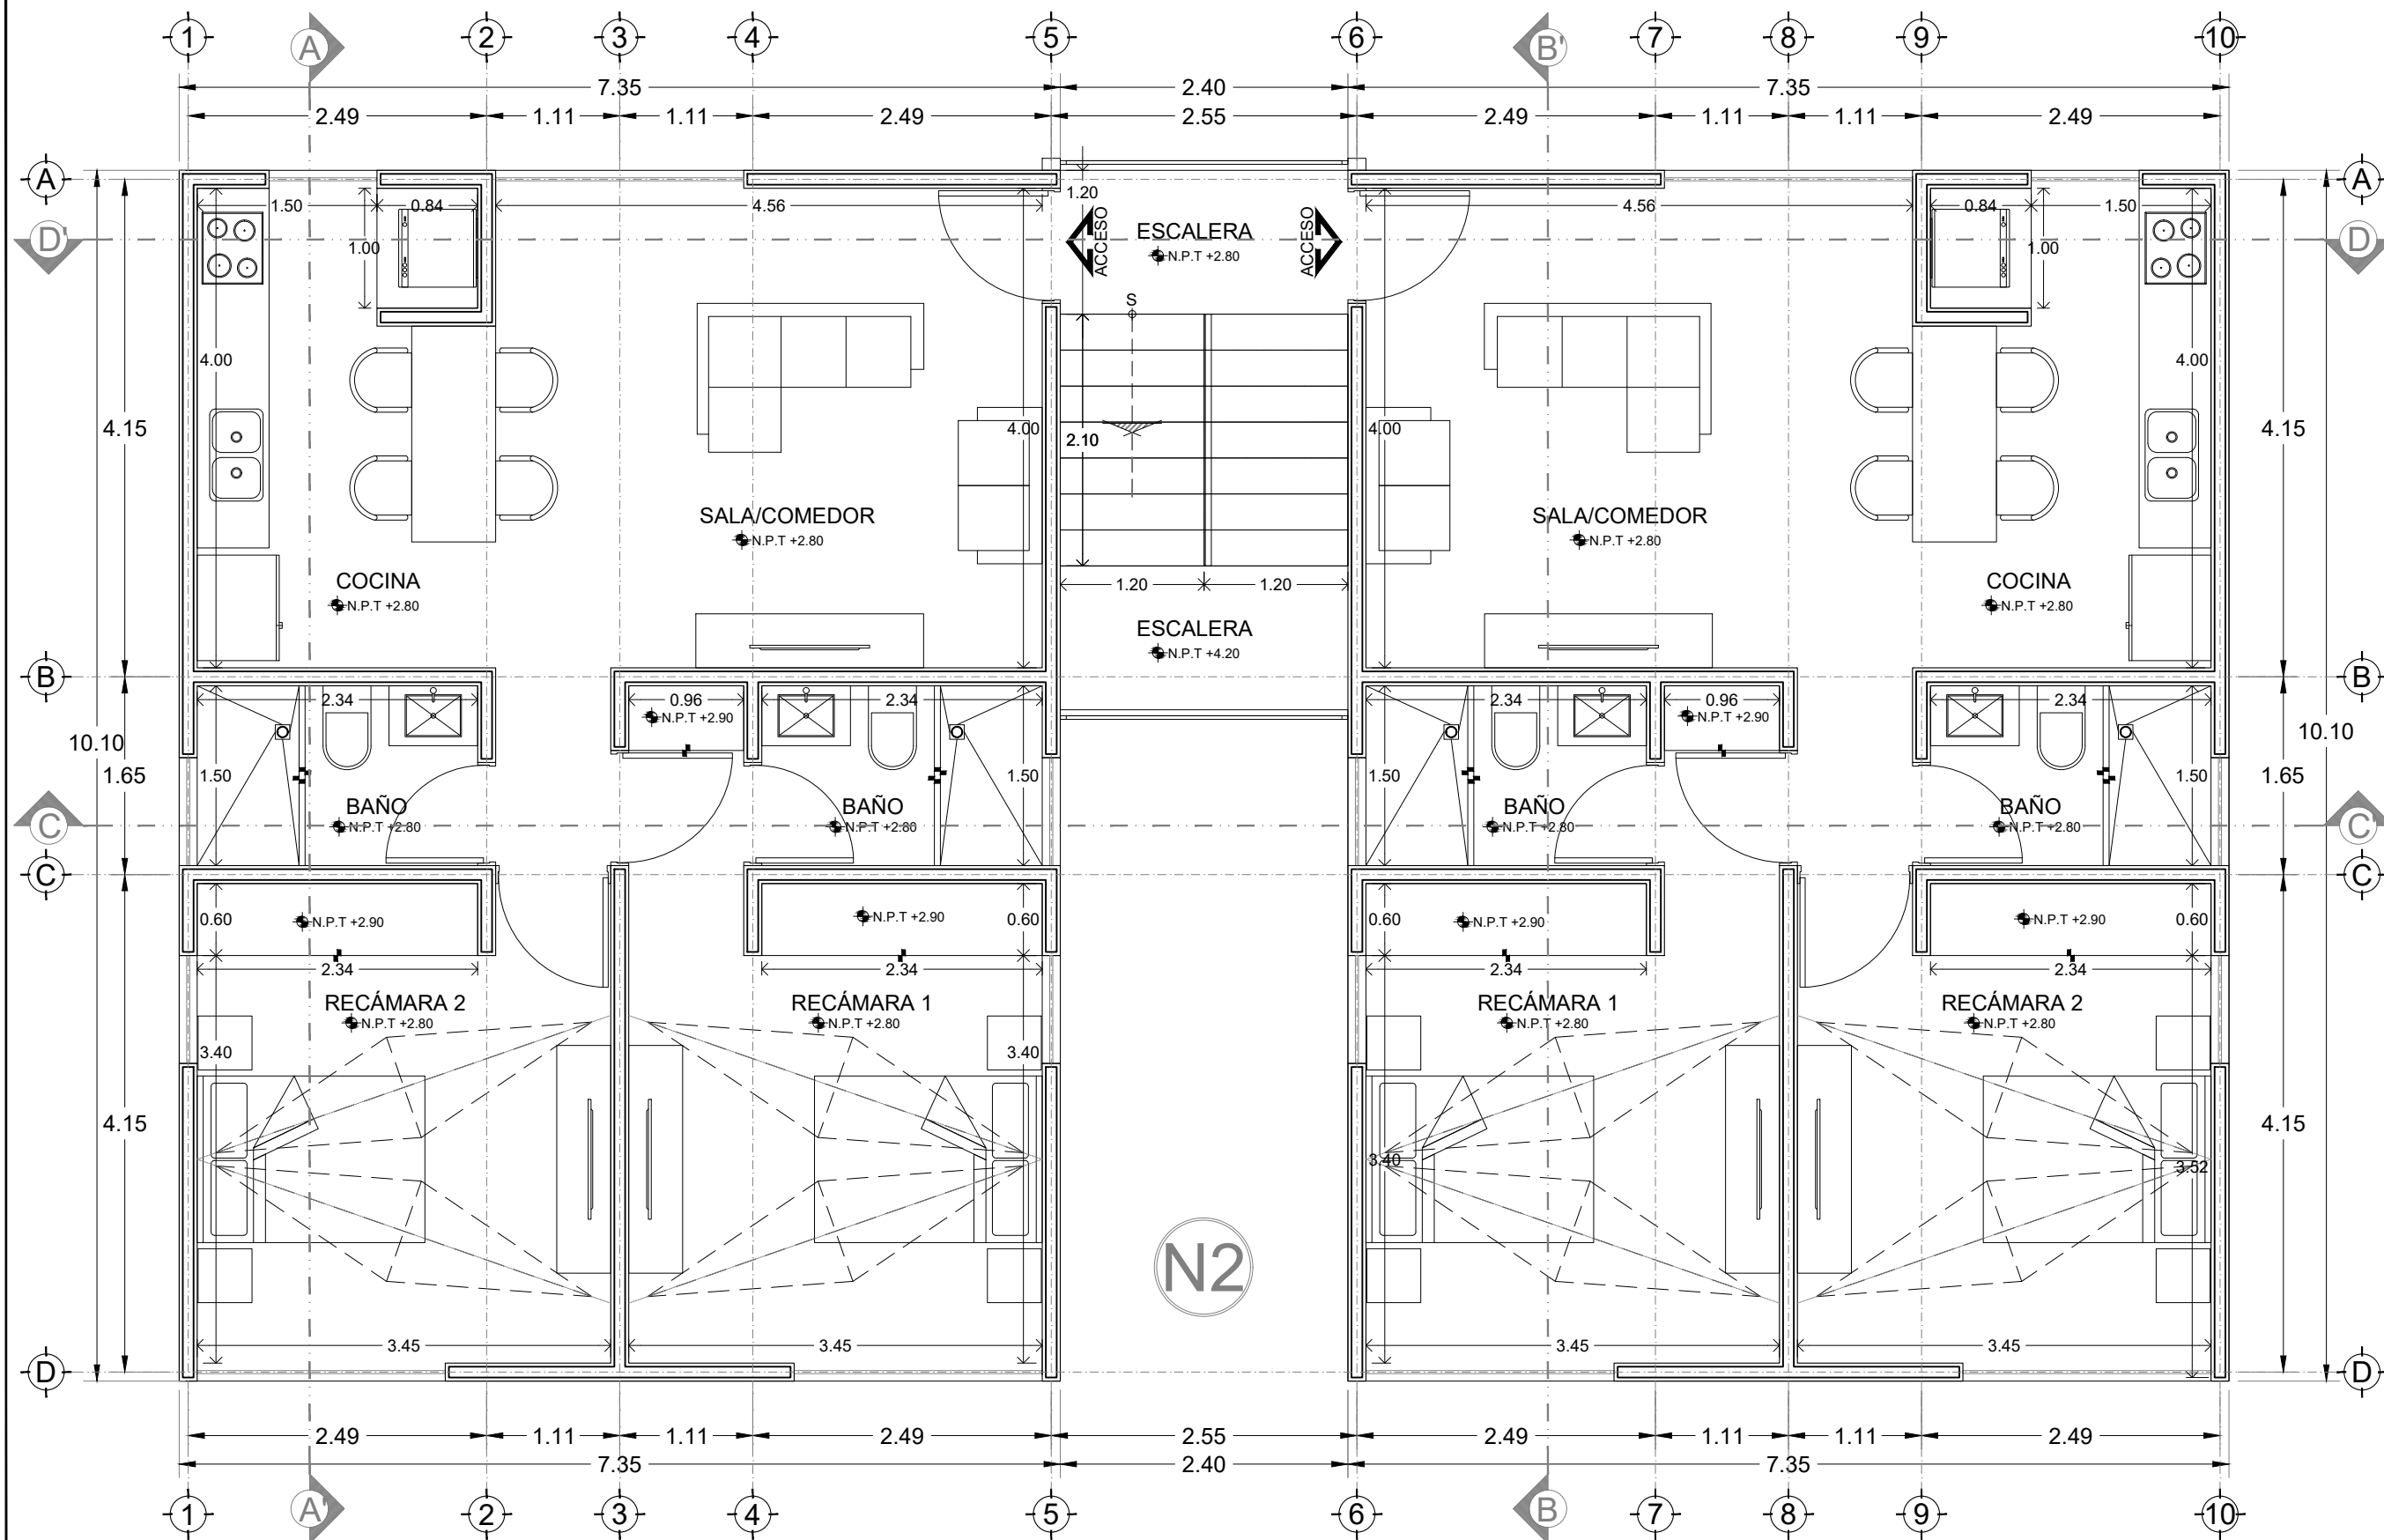 1 A 2 3 4 5 6 B' 7 8 9 10
7.35 2.40 7.35
2.49 1.11 1.11 2.49 2.55 2.49 1.11 1.11 2.49
A 1.20 A
1.50 0.84 4.56 4.56 0.84 1.50
D' 1.00 ACCESO ESCALERA ACCESO 1.00 D
N.P.T +2.80
S
4.00 4.00
4.15 4.00 2.10 4.00 4.15
SALA/COMEDOR SALA/COMEDOR
N.P.T +2.80 N.P.T +2.80
COCINA 1.20 1.20 COCINA
N.P.T +2.80 N.P.T +2.80
ESCALERA
N.P.T +4.20
B B
2.34 0.96 2.34 2.34 0.96 2.34
N.P.T +2.90 N.P.T +2.90
10.10 10.10
1.65 1.50 1.50 1.50 1.50 1.65
BAÑO BAÑO BAÑO BAÑO
C N.P.T +2.80 N.P.T +2.80 N.P.T +2.80 N.P.T +2.80 C'
C C
0.60 N.P.T +2.90 N.P.T +2.90 0.60 N.P.T +2.90 N.P.T +2.90 0.60
2.34 2.34 2.34 2.34
RECÁMARA 2 RECÁMARA 1 RECÁMARA 1 RECÁMARA 2
N.P.T +2.80 N.P.T +2.80 N.P.T +2.80 N.P.T +2.80
3.40 3.40
4.15 4.15
3.40 3.52
N2
3.45 3.45 3.45 3.45
D D
2.49 1.11 1.11 2.49 2.55 2.49 1.11 1.11 2.49
7.35 2.40 7.35
1 A' 2 3 4 5 6 B 7 8 9 10